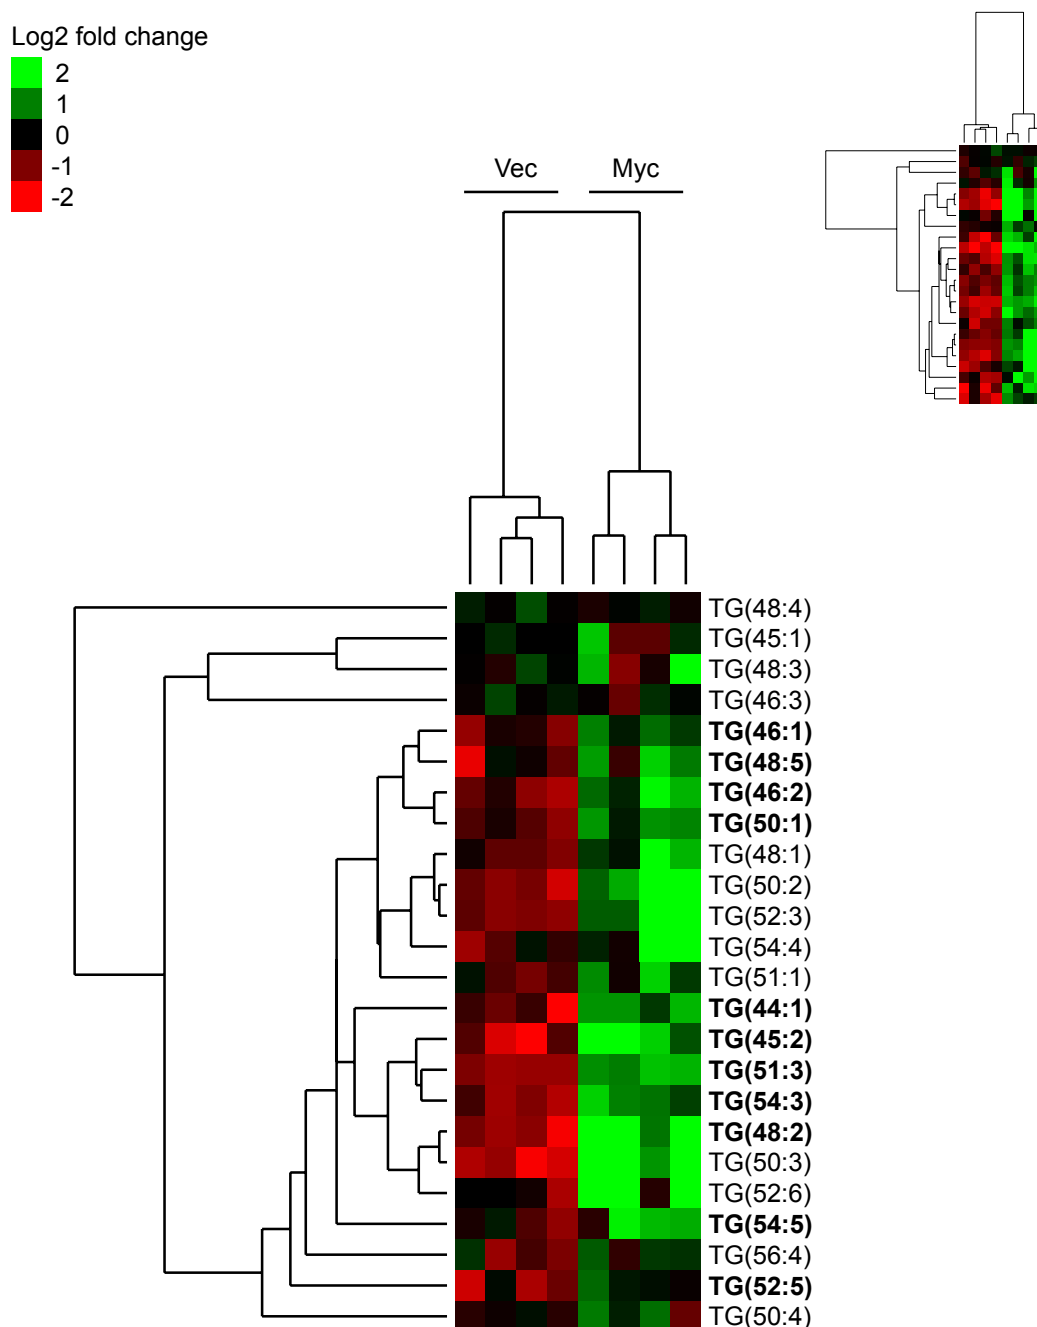 Log2 fold change
2
1
0
-1
-2
Vec Myc
TG(48:4)
TG(45:1)
TG(48:3)
TG(46:3)
TG(46:1)
TG(48:5)
TG(46:2)
TG(50:1)
TG(48:1)
TG(50:2)
TG(52:3)
TG(54:4)
TG(51:1)
TG(44:1)
TG(45:2)
TG(51:3)
TG(54:3)
TG(48:2)
TG(50:3)
TG(52:6)
TG(54:5)
TG(56:4)
TG(52:5)
TG(50:4)